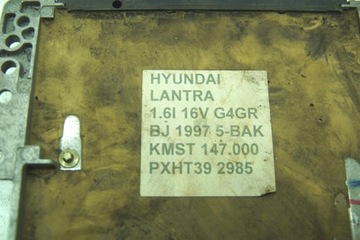 HYUNDAI
LANTRA
1.6I 16V G4GR
BJ 1997 5-BAK
KMST 147.000
PXHT39 2985